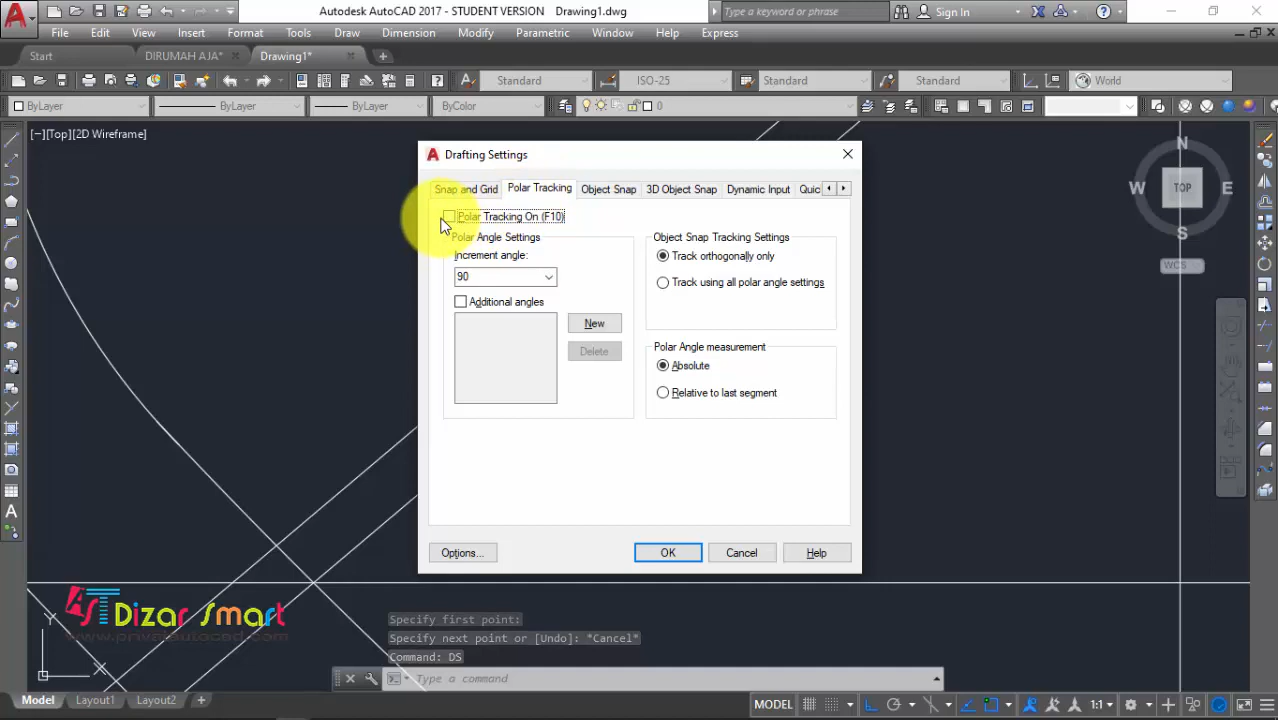 Autodesk AutoCAD 2017 - STUDENT VERSION Drawing1.dwg
Type a keyword or phrase
Sign In
File Edit View Insert Format Tools Draw Dimension Modify Parametric Window Help Express
Start DIRUMAH AJA* Drawing1*
Standard ISO-25 Standard Standard World
ByLayer ByLayer ByLayer ByColor 0
[−][Top][2D Wireframe]
N
W TOP E
S
WCS
Drafting Settings
Snap and Grid Polar Tracking Object Snap 3D Object Snap Dynamic Input Quic
Polar Tracking On (F10)
Polar Angle Settings
Increment angle:
90
Additional angles
New
Delete
Object Snap Tracking Settings
Track orthogonally only
Track using all polar angle settings
Polar Angle measurement
Absolute
Relative to last segment
Options... OK Cancel Help
Dizar Smart
www.privatautocad.com
Y
X
Specify first point:
Specify next point or [Undo]: *Cancel*
Command: DS
Type a command
Model Layout1 Layout2 +
MODEL 1:1